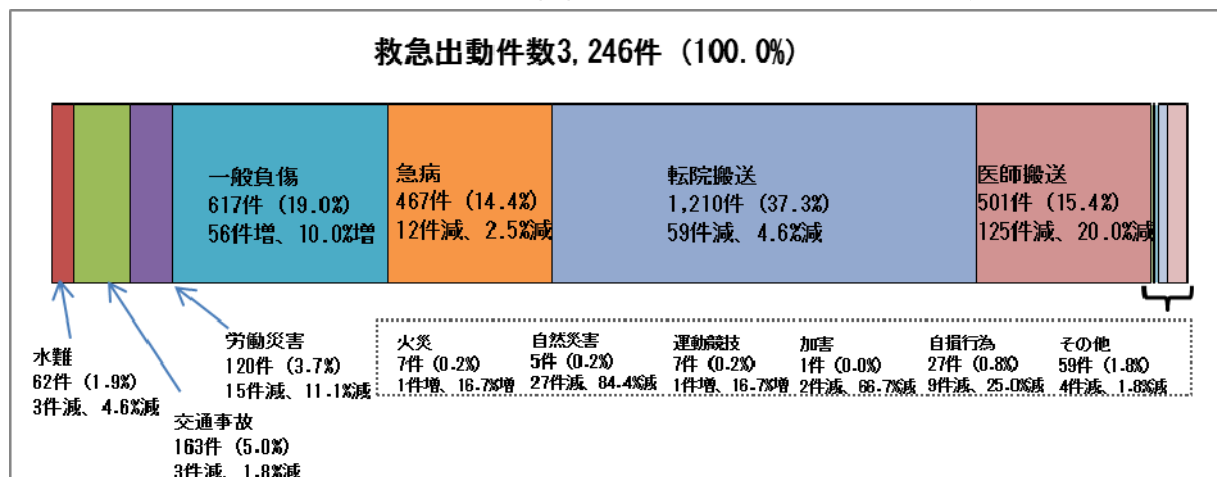 救急出動件数3,246件 (100.0%)
一般負傷
617件 (19.0%)
56件増、10.0%増
急病
467件 (14.4%)
12件減、2.5%減
転院搬送
1,210件 (37.3%)
59件減、4.6%減
医師搬送
501件 (15.4%)
125件減、20.0%減
水難
62件 (1.9%)
3件減、4.6%減
交通事故
163件 (5.0%)
3件減、1.8%減
労働災害
120件 (3.7%)
15件減、11.1%減
火災
7件 (0.2%)
1件増、16.7%増
自然災害
5件 (0.2%)
27件減、84.4%減
運動競技
7件 (0.2%)
1件増、16.7%増
加害
1件 (0.0%)
2件減、66.7%減
自損行為
27件 (0.8%)
9件減、25.0%減
その他
59件 (1.8%)
4件減、1.8%減